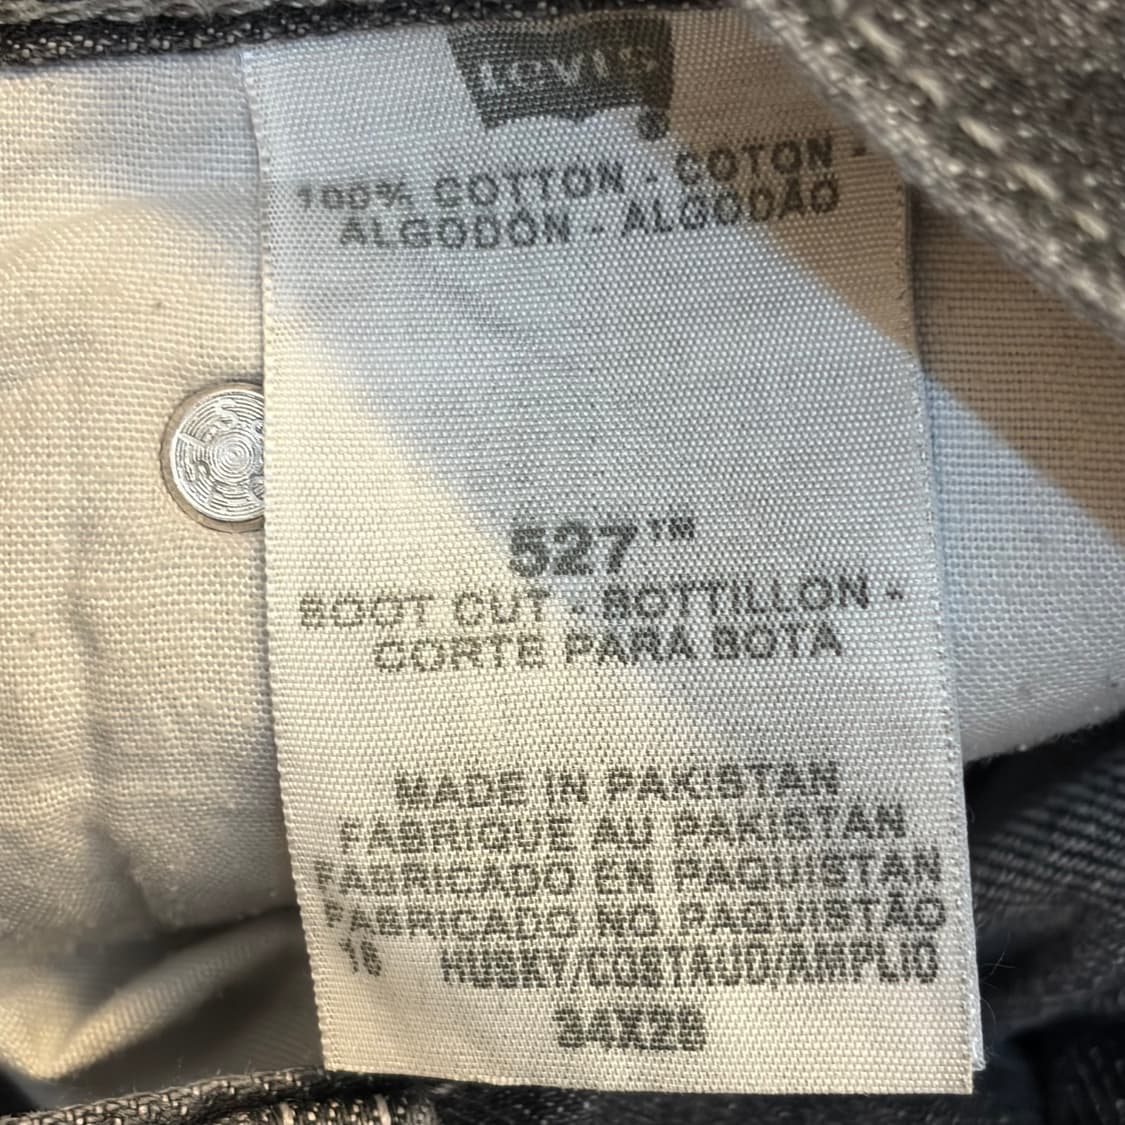 Levi's
100% COTTON - COTON -
ALGODÓN - ALGODÃO
527™
BOOT CUT - BOTTILLON -
CORTE PARA BOTA
MADE IN PAKISTAN
FABRIQUE AU PAKISTAN
FABRICADO EN PAQUISTAN
FABRICADO NO PAQUISTÃO
16 HUSKY/COSTAUD/AMPLIO
34X28